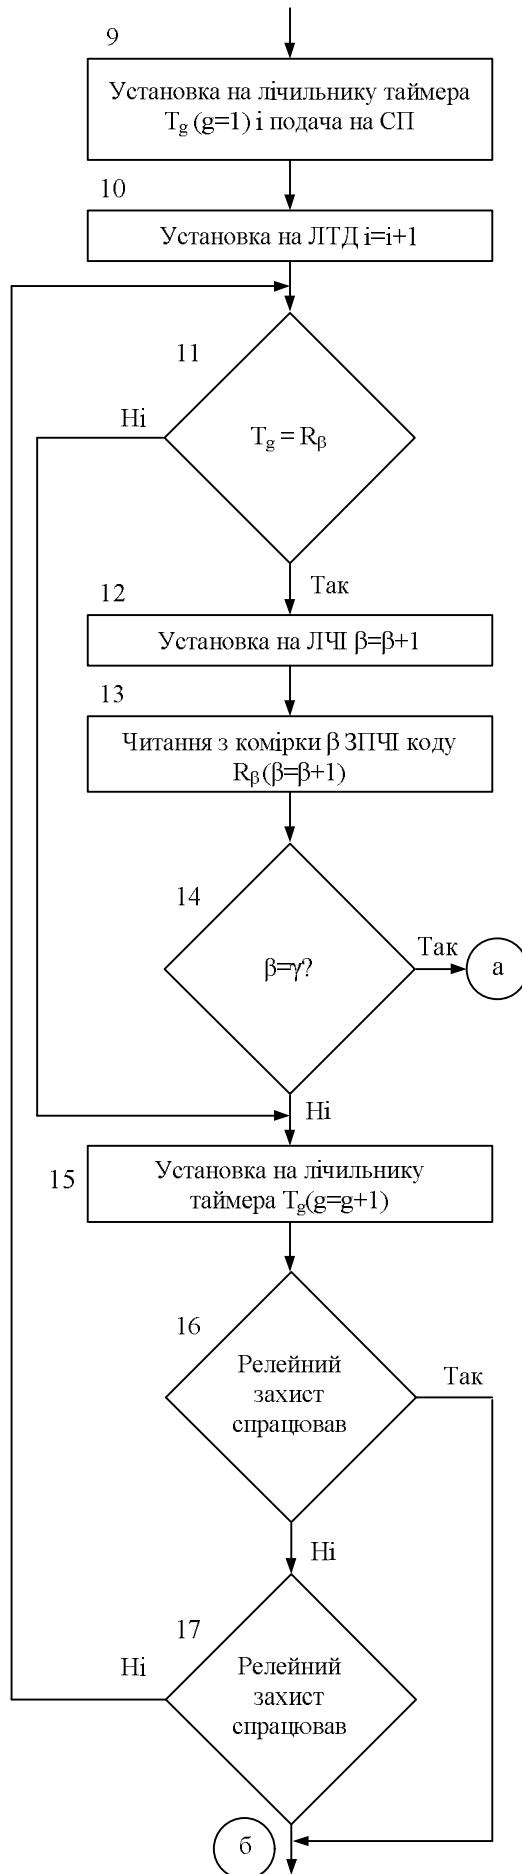 9
Установка на лічильнику таймера
Tg (g=1) і подача на СП
10
Установка на ЛТД i=i+1
11
Ні
Tg = Rβ
Так
12
Установка на ЛЧІ β=β+1
13
Читання з комірки β ЗПЧІ коду
Rβ(β=β+1)
14
β=γ?
Так
а
Ні
15
Установка на лічильнику
таймера Tg(g=g+1)
16
Релейний
захист
спрацював
Так
Ні
17
Ні
Релейний
захист
спрацював
б